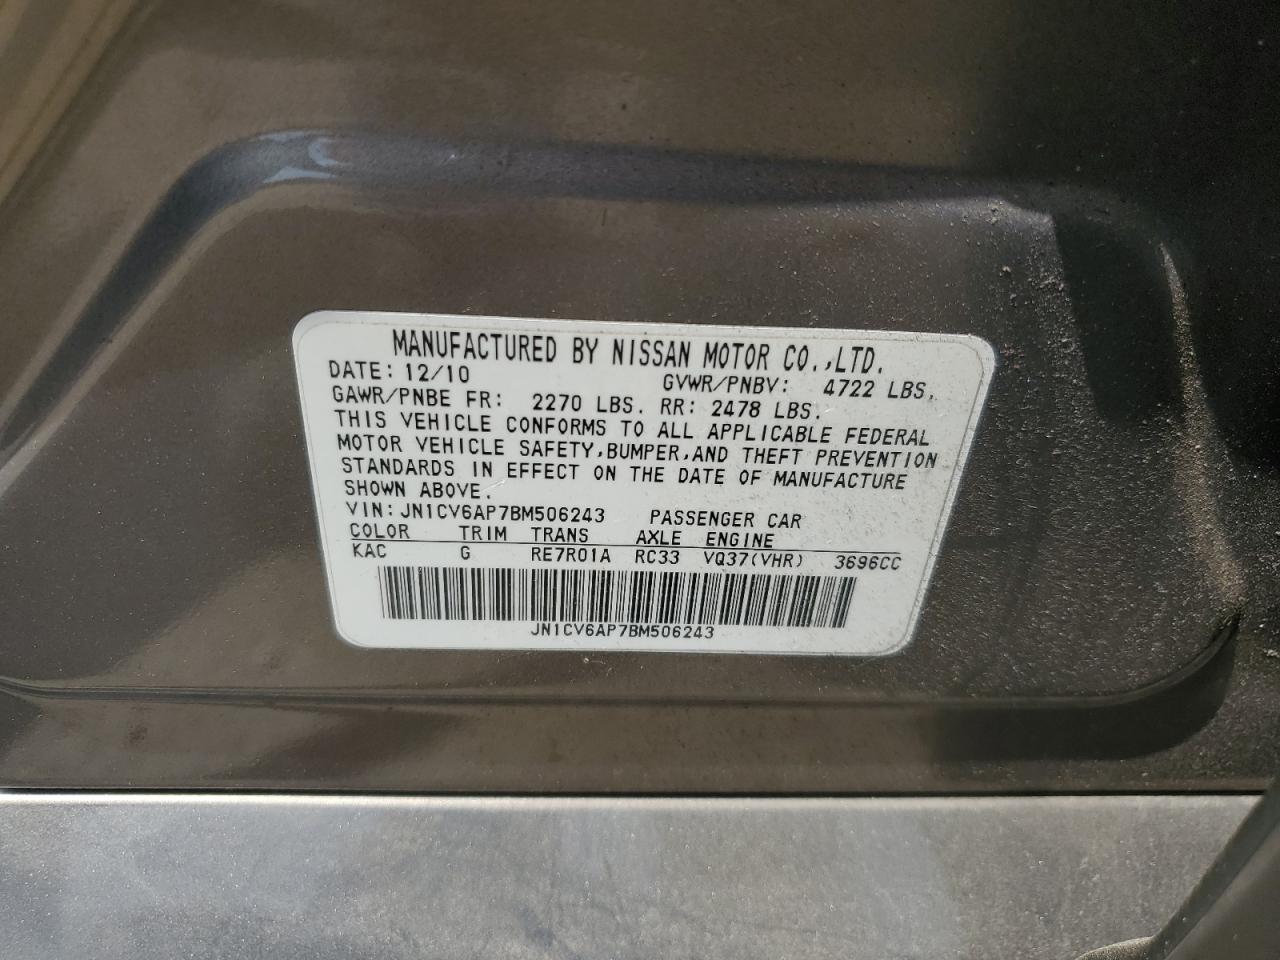 MANUFACTURED BY NISSAN MOTOR CO.,LTD.
DATE: 12/10 GVWR/PNBV: 4722 LBS.
GAWR/PNBE FR: 2270 LBS. RR: 2478 LBS.
THIS VEHICLE CONFORMS TO ALL APPLICABLE FEDERAL
MOTOR VEHICLE SAFETY,BUMPER,AND THEFT PREVENTION
STANDARDS IN EFFECT ON THE DATE OF MANUFACTURE
SHOWN ABOVE.
VIN: JN1CV6AP7BM506243 PASSENGER CAR
COLOR TRIM TRANS AXLE ENGINE
KAC G RE7R01A RC33 VQ37(VHR) 3696CC
JN1CV6AP7BM506243